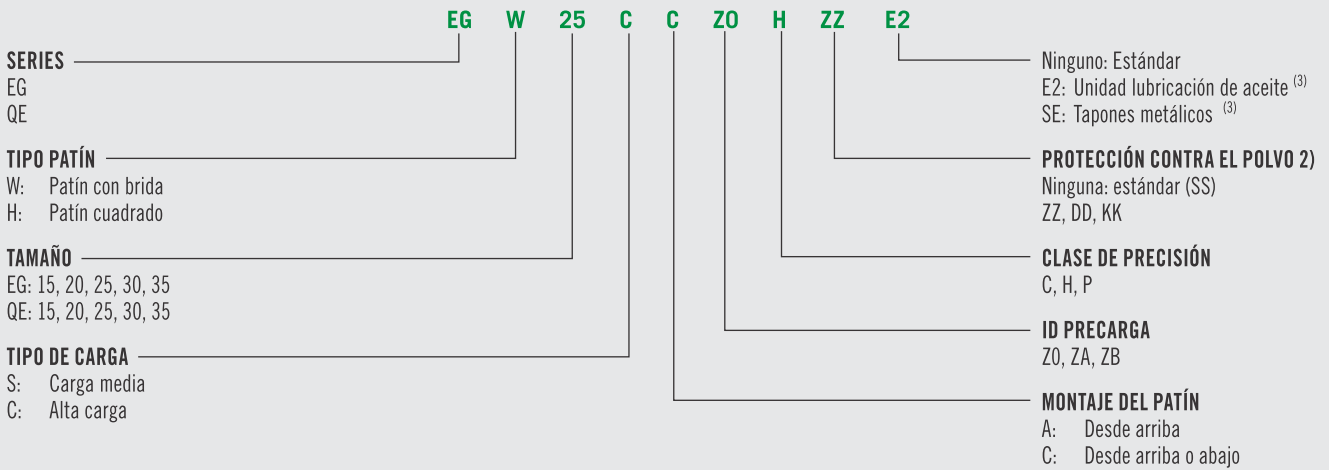 EG W 25 C C Z0 H ZZ E2
SERIES
EG
QE
TIPO PATÍN
W: Patín con brida
H: Patín cuadrado
TAMAÑO
EG: 15, 20, 25, 30, 35
QE: 15, 20, 25, 30, 35
TIPO DE CARGA
S: Carga media
C: Alta carga
Ninguno: Estándar
E2: Unidad lubricación de aceite (3)
SE: Tapones metálicos (3)
PROTECCIÓN CONTRA EL POLVO 2)
Ninguna: estándar (SS)
ZZ, DD, KK
CLASE DE PRECISIÓN
C, H, P
ID PRECARGA
Z0, ZA, ZB
MONTAJE DEL PATÍN
A: Desde arriba
C: Desde arriba o abajo